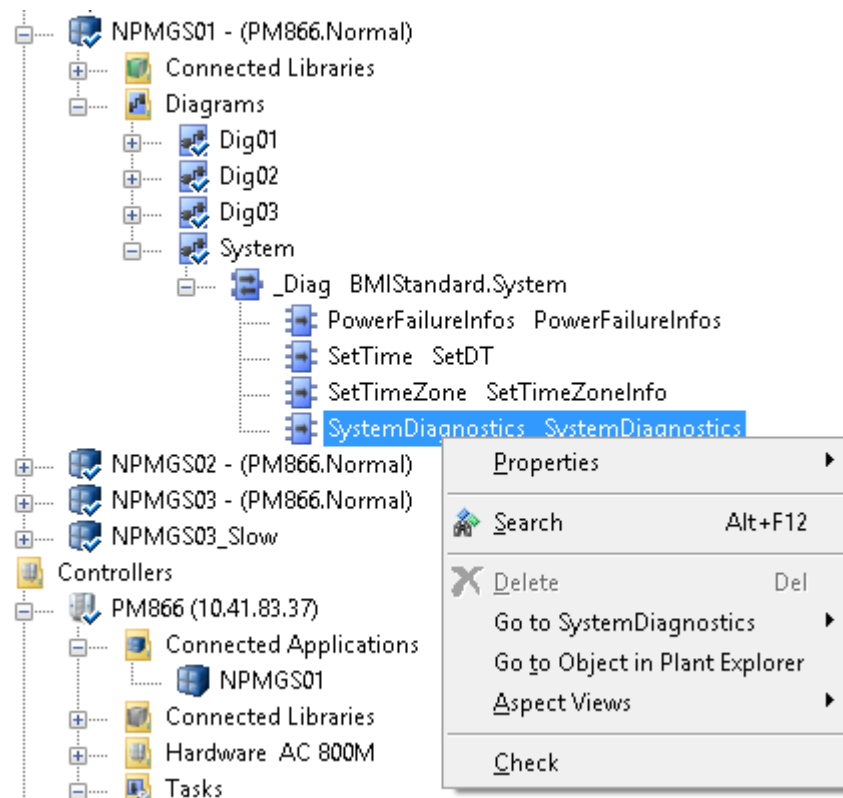 NPMGS01 - (PM866.Normal)
Connected Libraries
Diagrams
Dig01
Dig02
Dig03
System
_Diag BMIStandard.System
PowerFailureInfos PowerFailureInfos
SetTime SetDT
SetTimeZone SetTimeZoneInfo
SystemDiagnostics SystemDiagnostics
NPMGS02 - (PM866.Normal)
NPMGS03 - (PM866.Normal)
NPMGS03_Slow
Controllers
PM866 (10.41.83.37)
Connected Applications
NPMGS01
Connected Libraries
Hardware AC 800M
Tasks
Properties
Search Alt+F12
Delete Del
Go to SystemDiagnostics
Go to Object in Plant Explorer
Aspect Views
Check